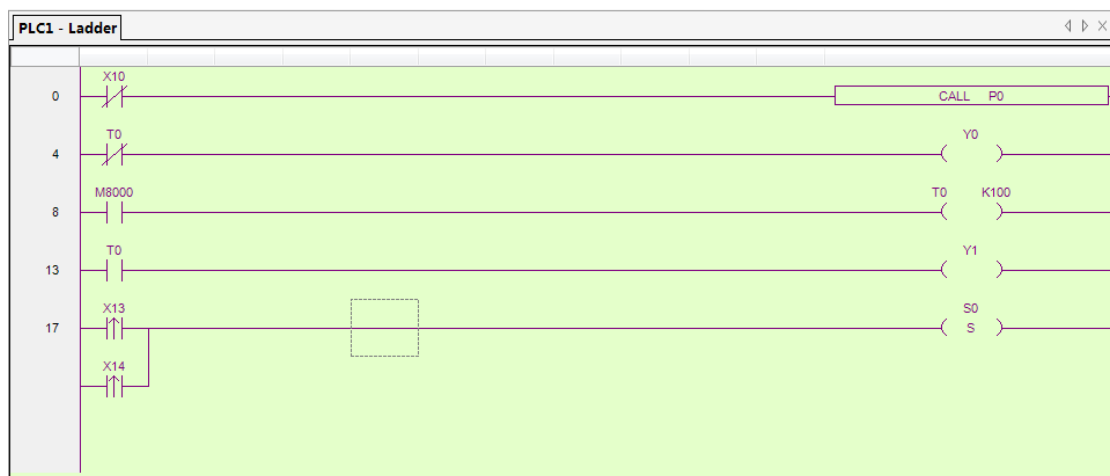 PLC1 - Ladder
X10
0 CALL P0
T0 Y0
4
M8000 T0 K100
8
T0 Y1
13
X13 S0
17 S
X14